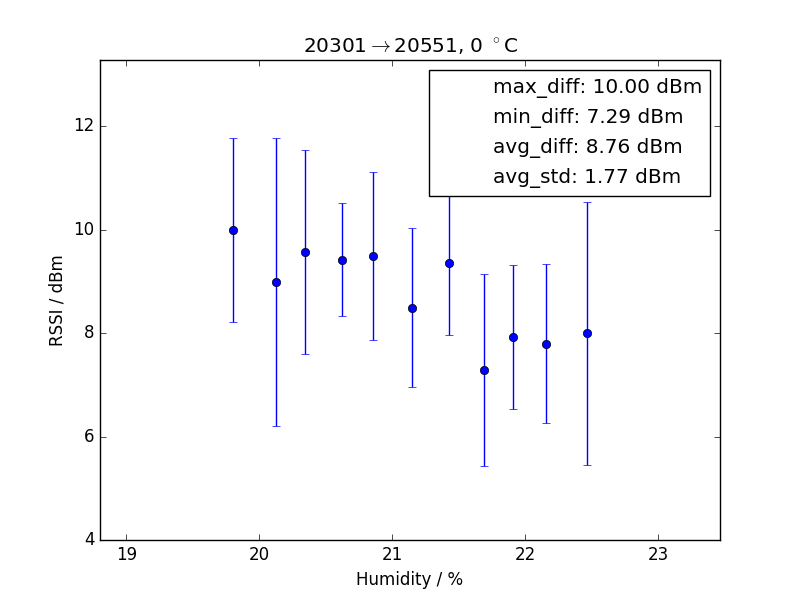 20301→20551, 0 °C
max_diff: 10.00 dBm
min_diff: 7.29 dBm
avg_diff: 8.76 dBm
avg_std: 1.77 dBm
12
10
8
6
4
RSSI / dBm
19 20 21 22 23
Humidity / %